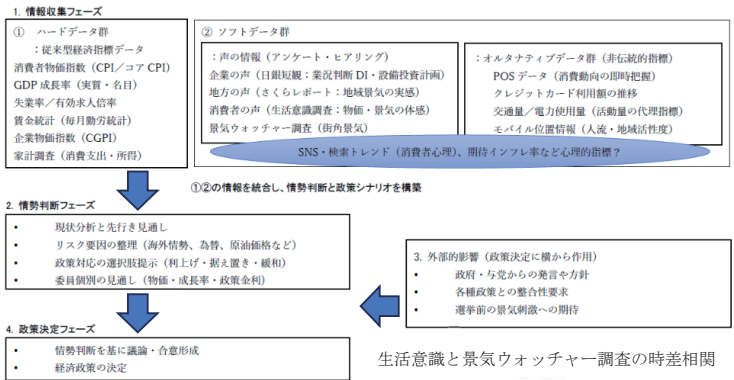 1. 情報収集フェーズ
① ハードデータ群
：従来型経済指標データ
消費者物価指数（CPI／コア CPI）
GDP 成長率（実質・名目）
失業率／有効求人倍率
賃金統計（毎月勤労統計）
企業物価指数（CGPI）
家計調査（消費支出・所得）
② ソフトデータ群
：声の情報（アンケート・ヒアリング）
企業の声（日銀短観：業況判断 DI・設備投資計画）
地方の声（さくらレポート：地域景気の実感）
消費者の声（生活意識調査：物価・景気の体感）
景気ウォッチャー調査（街角景気）
：オルタナティブデータ群（非伝統的指標）
POS データ（消費動向の即時把握）
クレジットカード利用額の推移
交通量／電力使用量（活動量の代理指標）
モバイル位置情報（人流・地域活性度）
SNS・検索トレンド（消費者心理）、期待インフレ率など心理的指標？
①②の情報を統合し、情勢判断と政策シナリオを構築
2. 情勢判断フェーズ
• 現状分析と先行き見通し
• リスク要因の整理（海外情勢、為替、原油価格など）
• 政策対応の選択肢提示（利上げ・据え置き・緩和）
• 委員個別の見通し（物価・成長率・政策金利）
3. 外部的影響（政策決定に横から作用）
• 政府・与党からの発言や方針
• 各種政策との整合性要求
• 選挙前の景気刺激への期待
4. 政策決定フェーズ
• 情勢判断を基に議論・合意形成
• 経済政策の決定
生活意識と景気ウォッチャー調査の時差相関